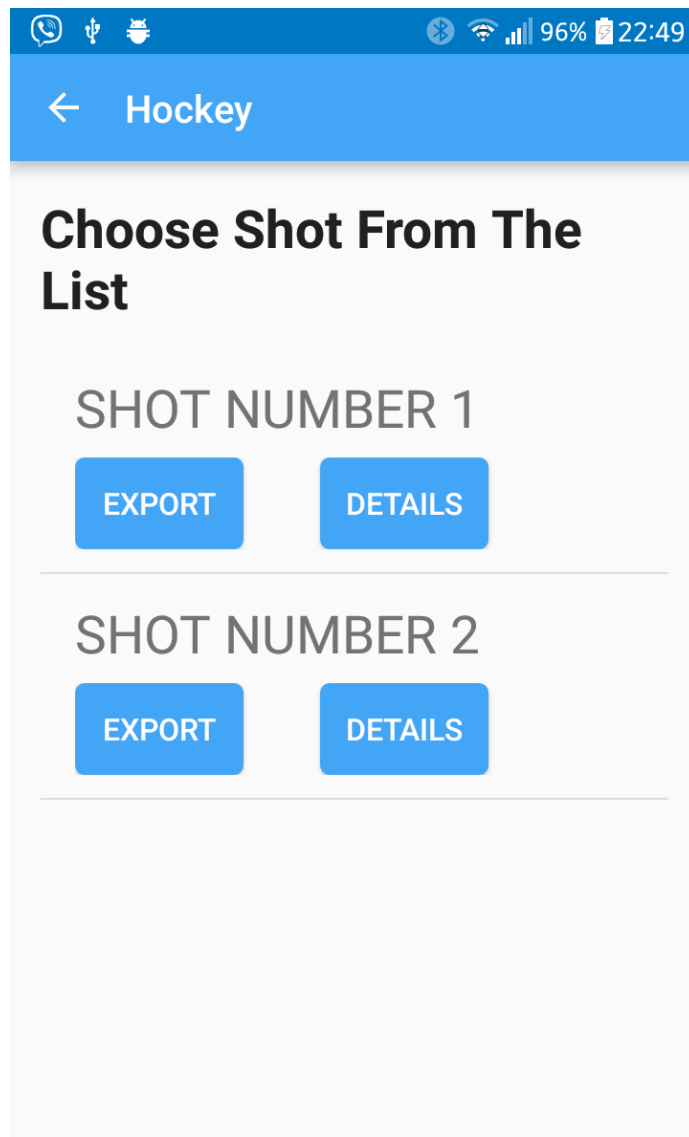 96% 22:49
Hockey
Choose Shot From The
List
SHOT NUMBER 1
EXPORT DETAILS
SHOT NUMBER 2
EXPORT DETAILS